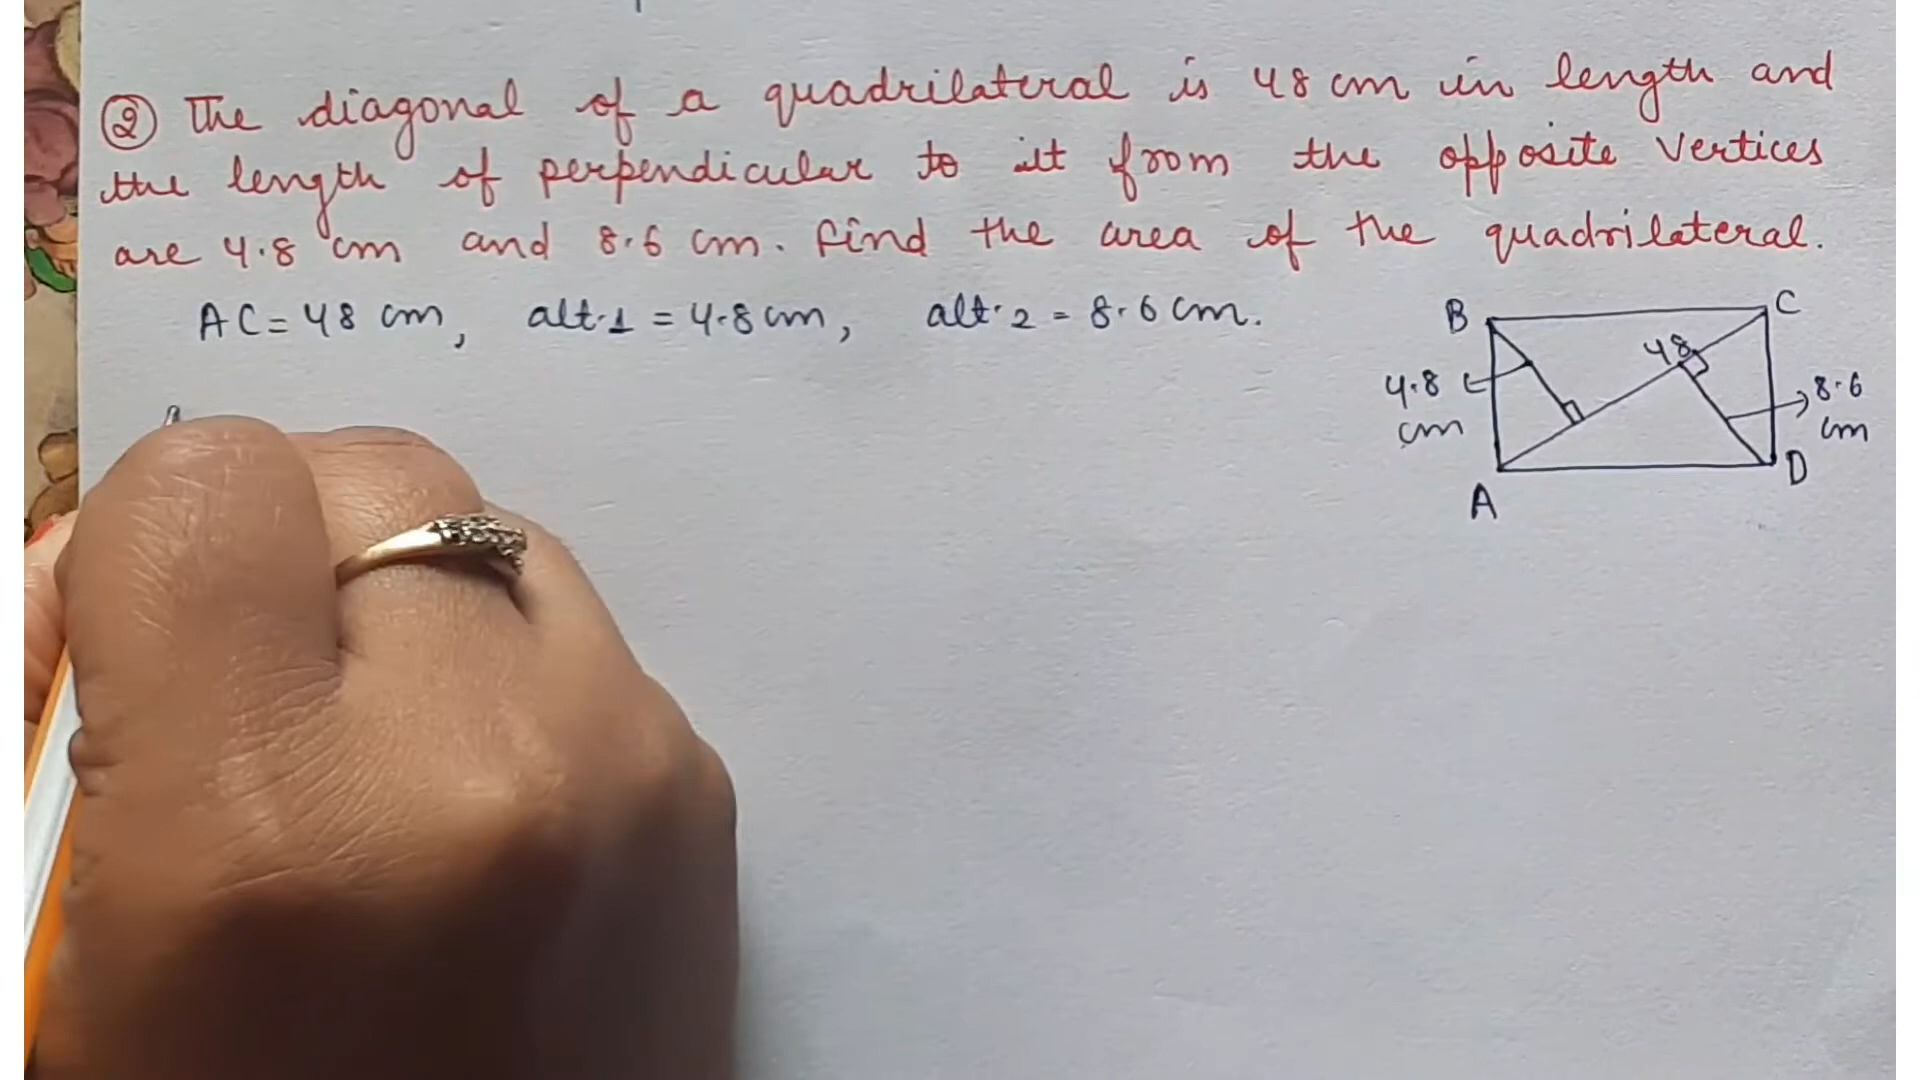 ② The diagonal of a quadrilateral is 48 cm in length and
the length of perpendicular to it from the opposite vertices
are 4.8 cm and 8.6 cm. Find the area of the quadrilateral.
AC = 48 cm, alt.1 = 4.8 cm, alt.2 = 8.6 cm.
B
C
48
4.8
cm
8.6
cm
A
D